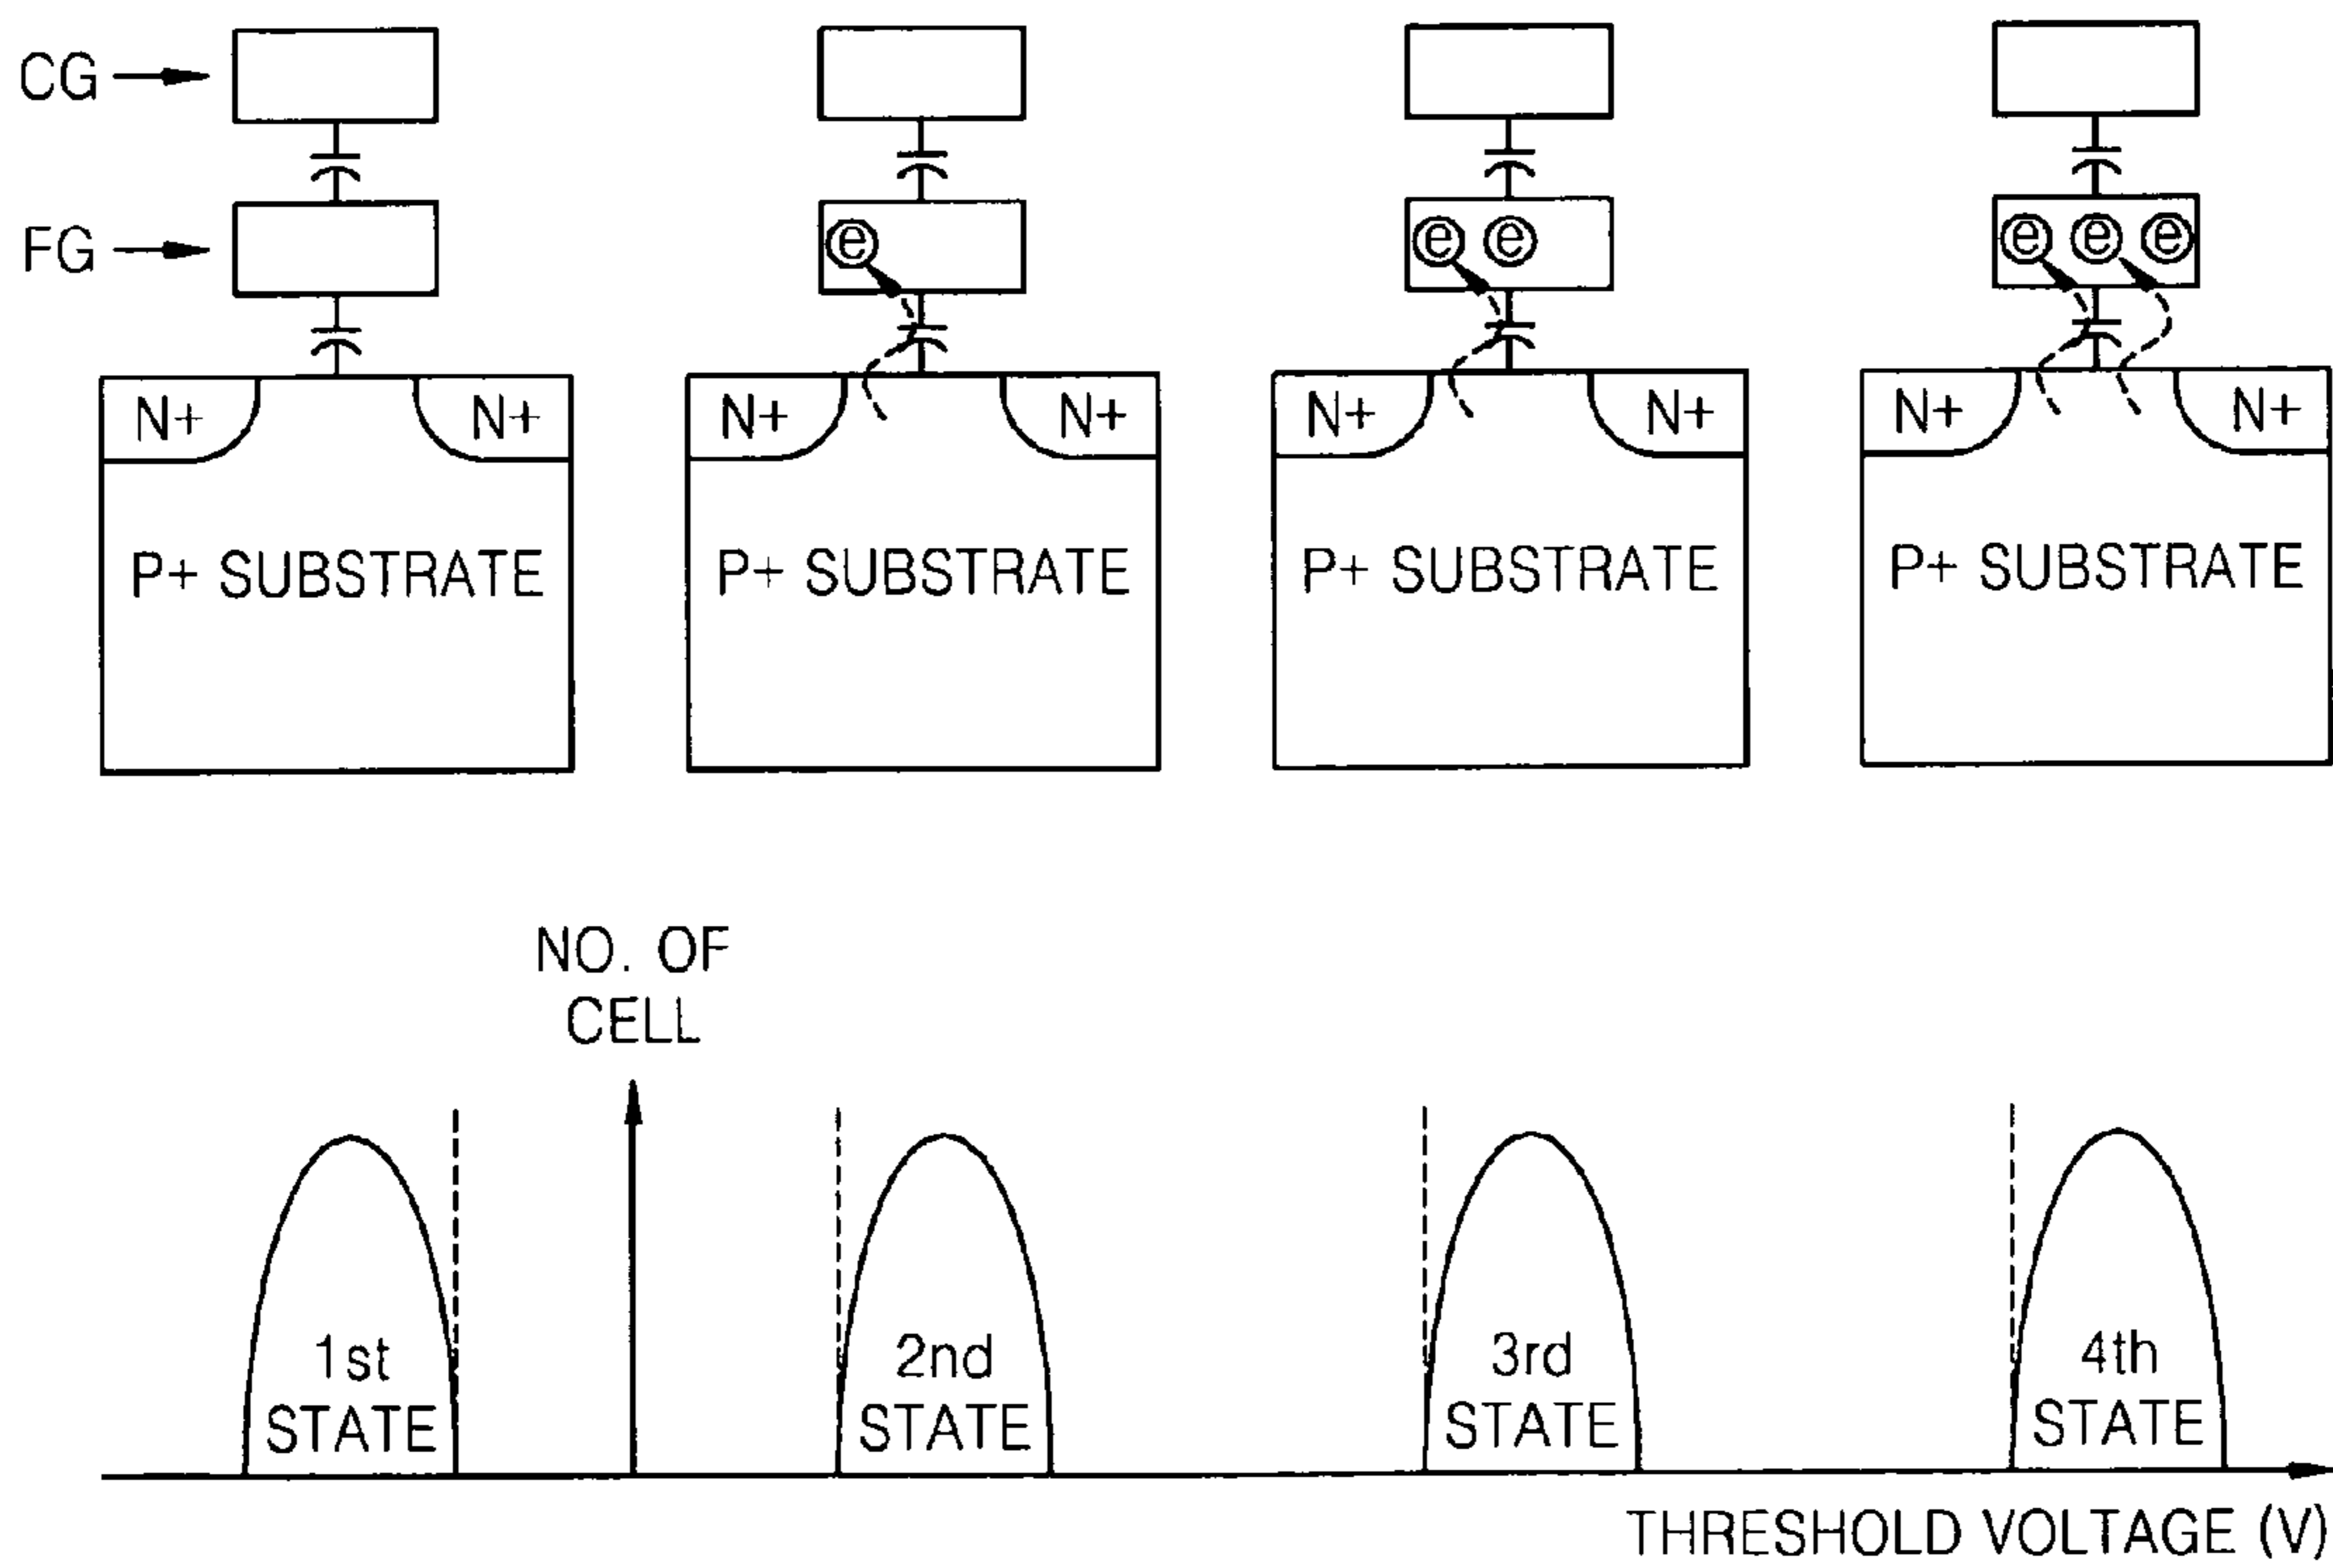 CG
FG
e
e e
e e e
N+ N+
N+ N+
N+ N+
N+ N+
P+ SUBSTRATE
P+ SUBSTRATE
P+ SUBSTRATE
P+ SUBSTRATE
NO. OF
CELL
1st
STATE
2nd
STATE
3rd
STATE
4th
STATE
THRESHOLD VOLTAGE (V)